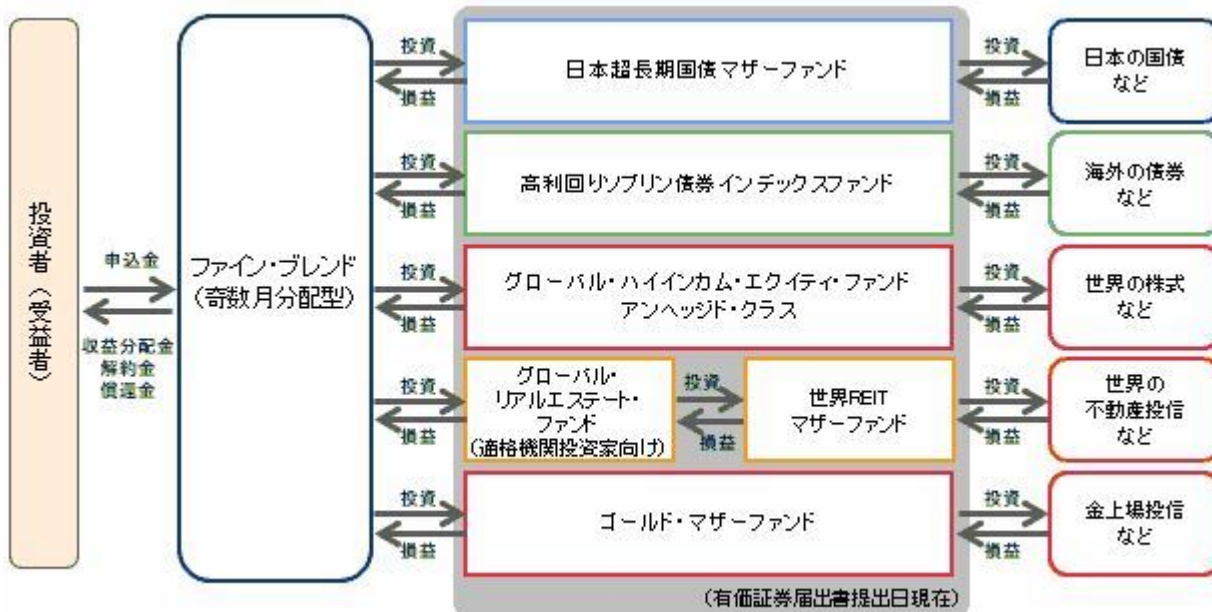 投資者（受益者）
申込金
収益分配金
解約金
償還金
ファイン・ブレンド
（奇数月分配型）
投資
損益
日本超長期国債マザーファンド
投資
損益
日本の国債
など
投資
損益
高利回りソブリン債券インデックスファンド
投資
損益
海外の債券
など
投資
損益
グローバル・ハイインカム・エクイティ・ファンド
アンヘッジド・クラス
投資
損益
世界の株式
など
投資
損益
グローバル・
リアルエステート・
ファンド
（適格機関投資家向け）
投資
損益
世界REIT
マザーファンド
投資
損益
世界の
不動産投信
など
投資
損益
ゴールド・マザーファンド
投資
損益
金上場投信
など
（有価証券届出書提出日現在）